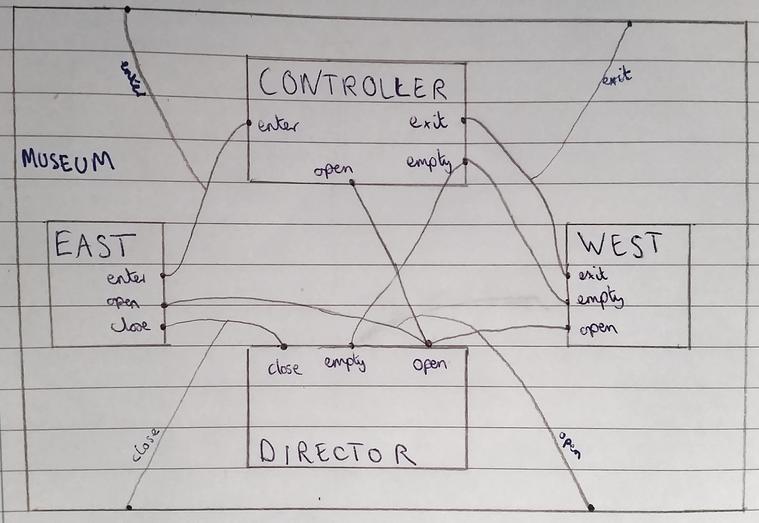 enter
exit
CONTROLLER
enter
exit
MUSEUM
empty
open
EAST
WEST
enter
exit
open
empty
close
open
close
empty
open
close
open
DIRECTOR